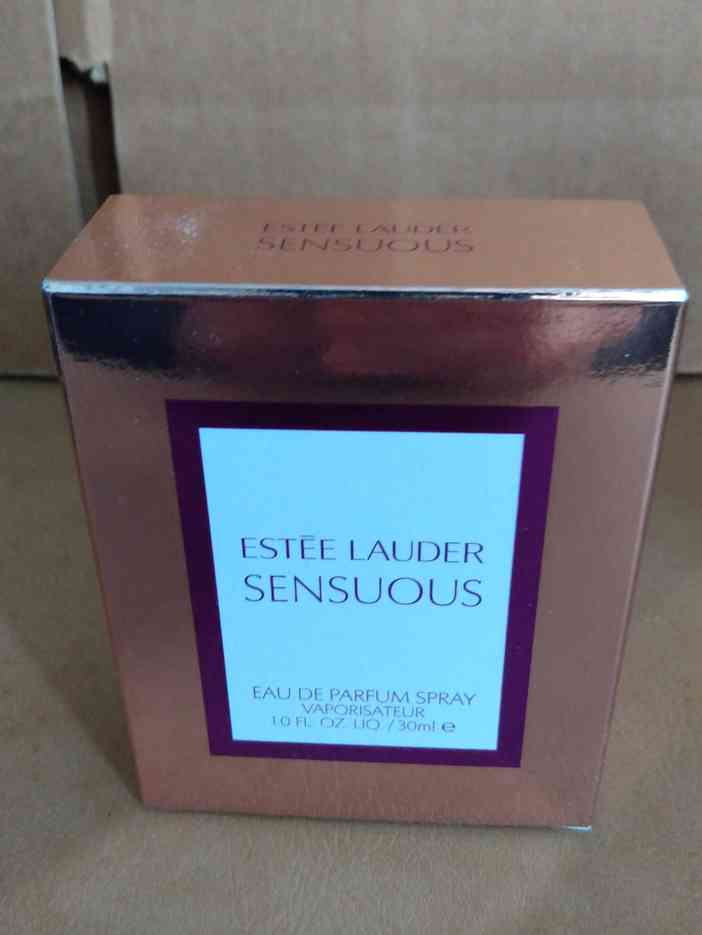 ESTĒE LAUDER
SENSUOUS
ESTĒE LAUDER
SENSUOUS
EAU DE PARFUM SPRAY
VAPORISATEUR
1.0 FL. OZ. LIQ. / 30ml ℮